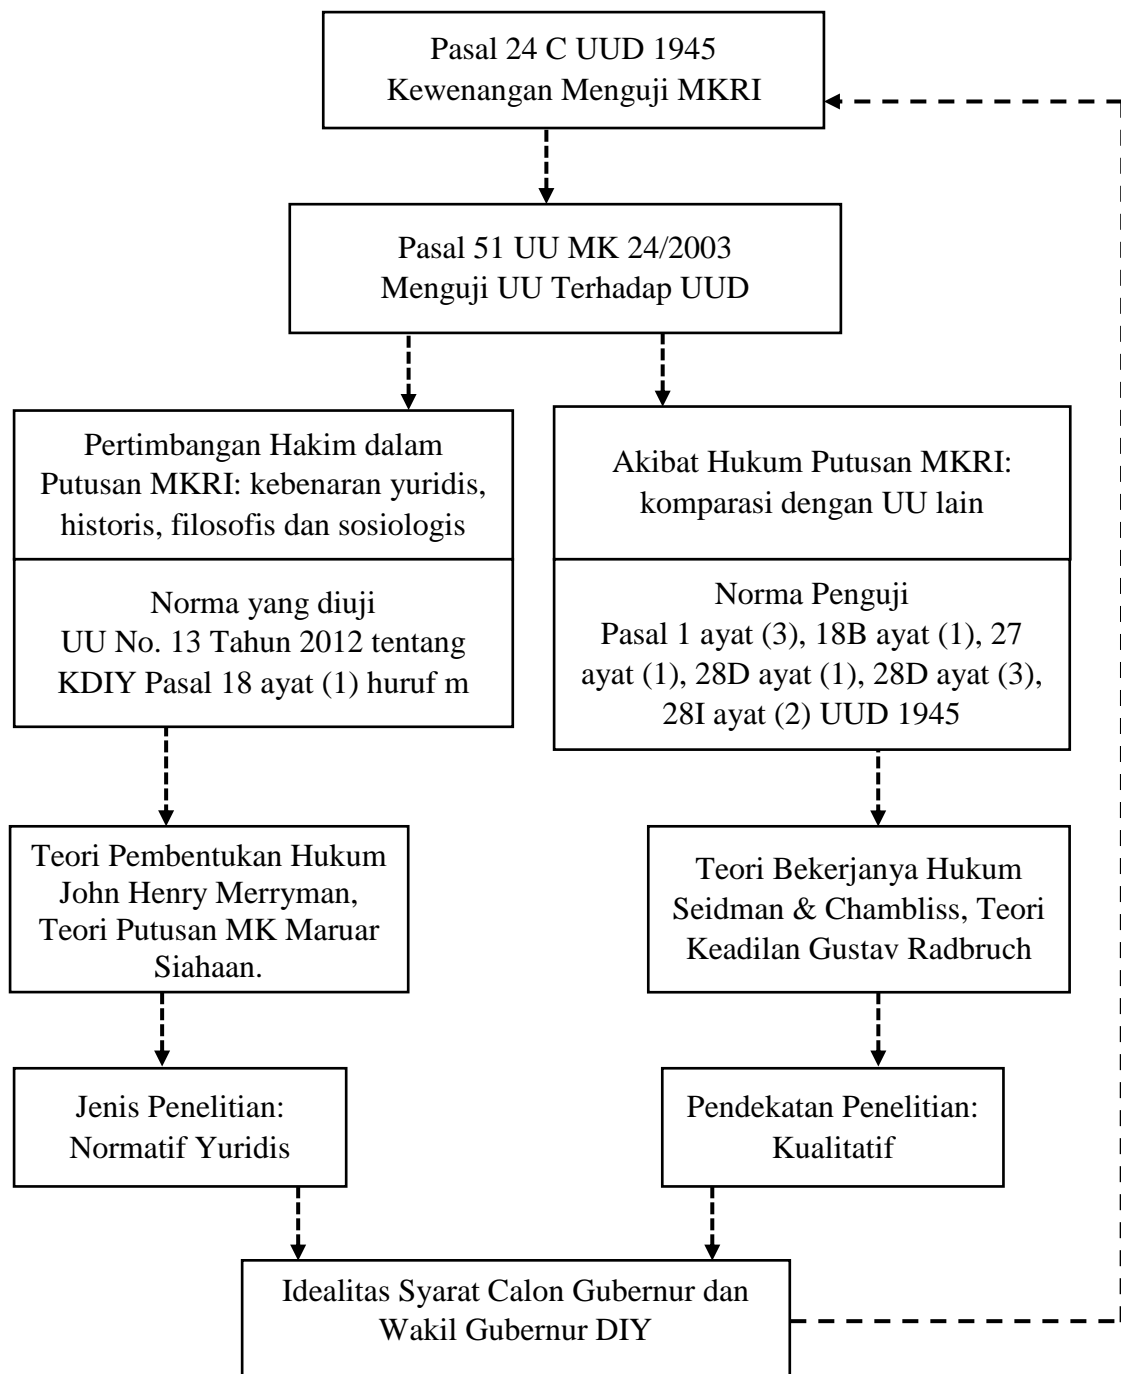 Pasal 24 C UUD 1945
Kewenangan Menguji MKRI
Pasal 51 UU MK 24/2003
Menguji UU Terhadap UUD
Pertimbangan Hakim dalam
Putusan MKRI: kebenaran yuridis,
historis, filosofis dan sosiologis
Akibat Hukum Putusan MKRI:
komparasi dengan UU lain
Norma yang diuji
UU No. 13 Tahun 2012 tentang
KDIY Pasal 18 ayat (1) huruf m
Norma Penguji
Pasal 1 ayat (3), 18B ayat (1), 27
ayat (1), 28D ayat (1), 28D ayat (3),
28I ayat (2) UUD 1945
Teori Pembentukan Hukum
John Henry Merryman,
Teori Putusan MK Maruar
Siahaan.
Teori Bekerjanya Hukum
Seidman & Chambliss, Teori
Keadilan Gustav Radbruch
Jenis Penelitian:
Normatif Yuridis
Pendekatan Penelitian:
Kualitatif
Idealitas Syarat Calon Gubernur dan
Wakil Gubernur DIY